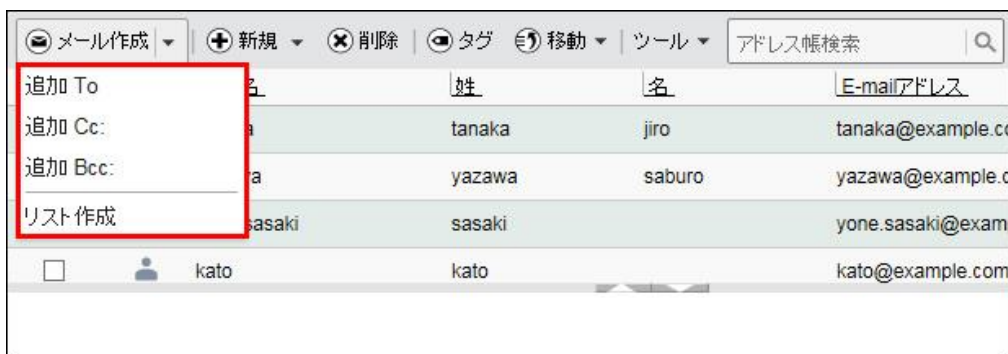 メール作成 新規 削除 タグ 移動 ツール アドレス帳検索
追加 To 名 姓 名 E-mailアドレス
追加 Cc: tanaka jiro tanaka@example.co
追加 Bcc: yazawa saburo yazawa@example.c
リスト作成 sasaki sasaki yone.sasaki@exam
kato kato kato@example.com